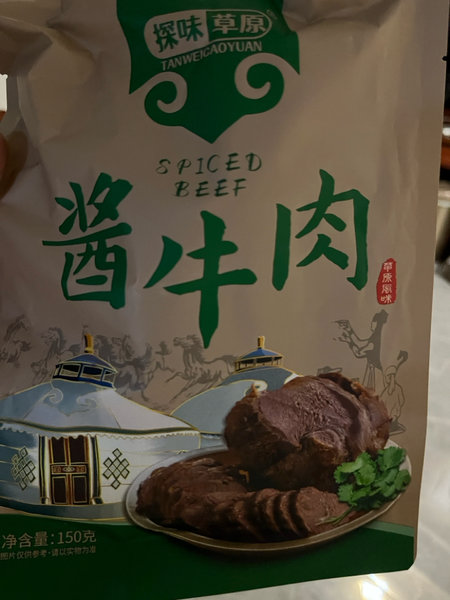 探味草原
TANWEICAOYUAN
SPICED
BEEF
酱牛肉
草原风味
净含量:150克
图片仅供参考·请以实物为准